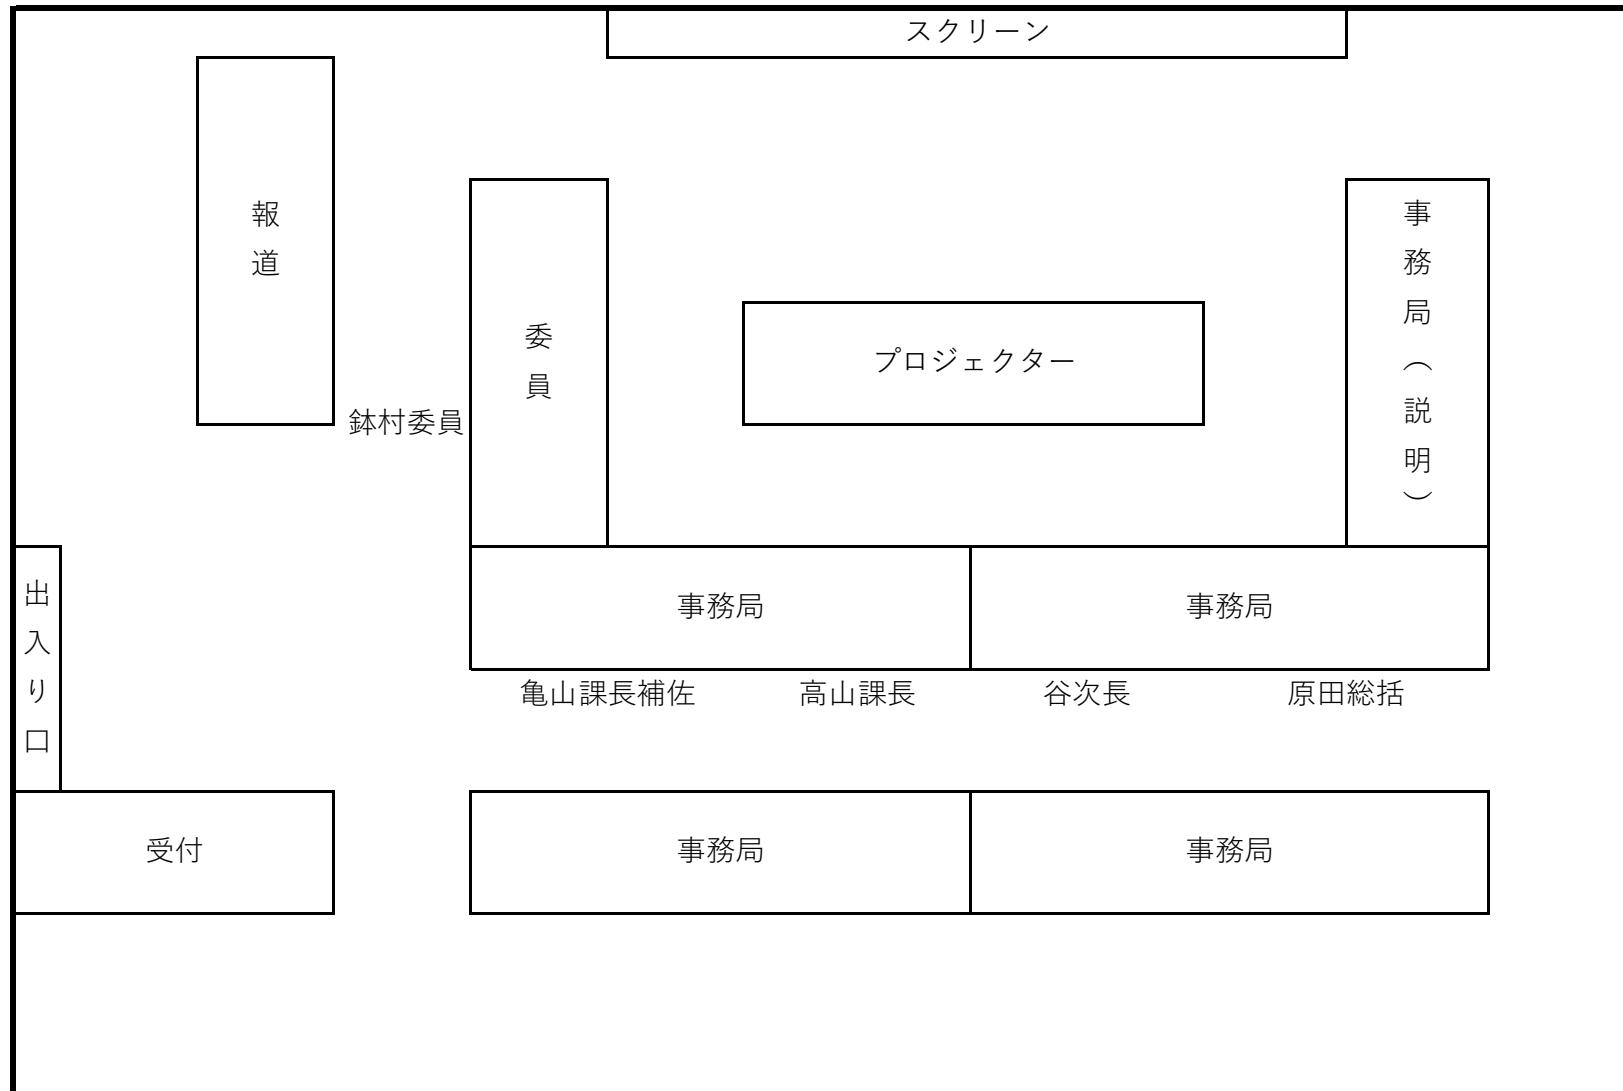 スクリーン
報道
委員
事務局（説明）
プロジェクター
鉢村委員
出入り口
事務局
事務局
亀山課長補佐
高山課長
谷次長
原田総括
受付
事務局
事務局